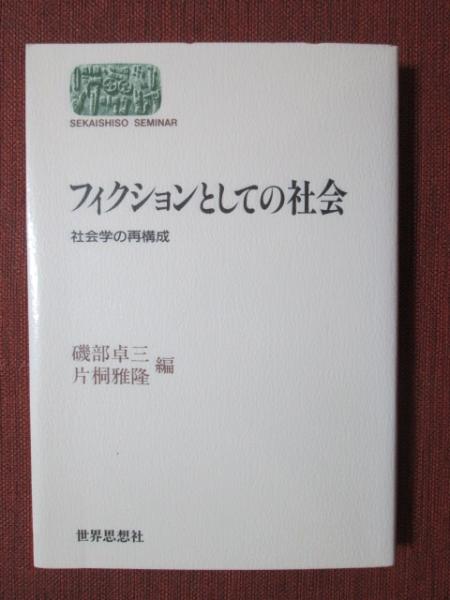 SEKAISHISO SEMINAR
フィクションとしての社会
社会学の再構成
磯部卓三
片桐雅隆
編
世界思想社